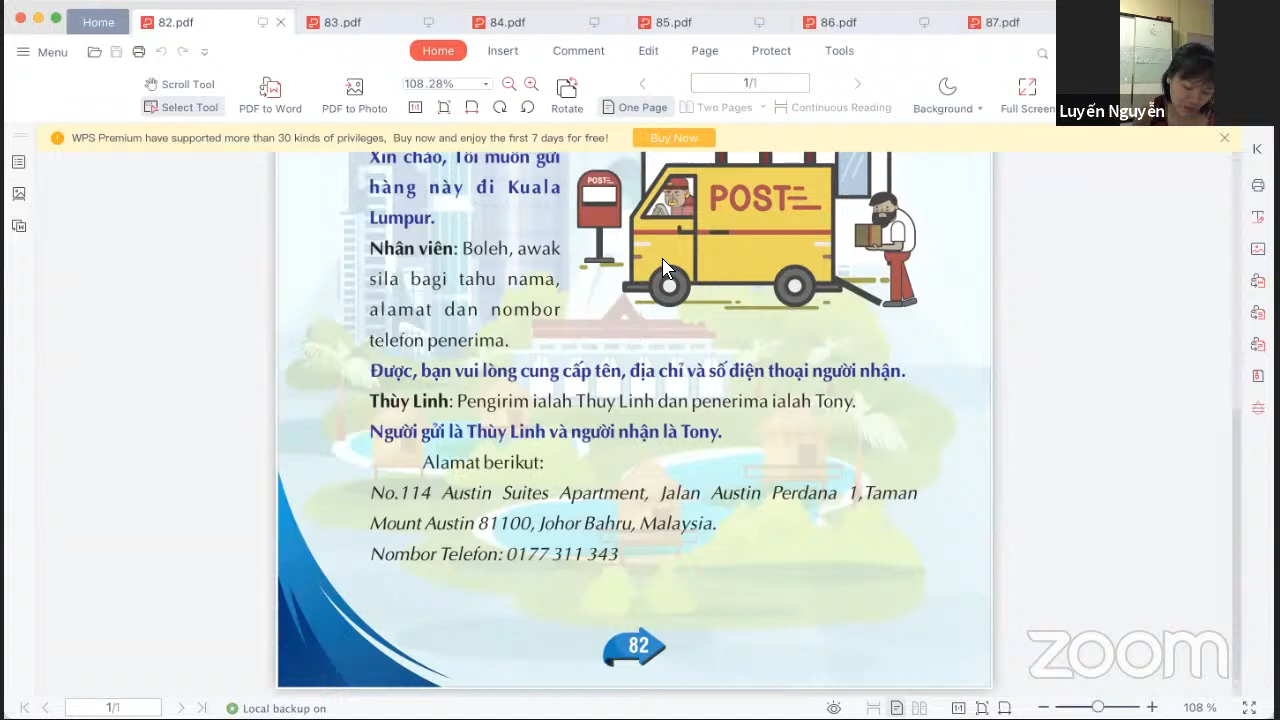 Home
82.pdf
83.pdf
84.pdf
85.pdf
86.pdf
87.pdf
Menu
Home
Insert
Comment
Edit
Page
Protect
Tools
Scroll Tool
Select Tool
PDF to Word
PDF to Photo
108.28%
Rotate
1/1
One Page
Two Pages
Continuous Reading
Background
Full Screen
Luyến Nguyễn
WPS Premium have supported more than 30 kinds of privileges, Buy now and enjoy the first 7 days for free!
Buy Now
Xin chào, Tôi muốn gửi
hàng này đi Kuala
Lumpur.
POST
POST
Nhân viên: Boleh, awak
sila bagi tahu nama,
alamat dan nombor
telefon penerima.
Được, bạn vui lòng cung cấp tên, địa chỉ và số điện thoại người nhận.
Thùy Linh: Pengirim ialah Thuy Linh dan penerima ialah Tony.
Người gửi là Thùy Linh và người nhận là Tony.
Alamat berikut:
No.114 Austin Suites Apartment, Jalan Austin Perdana 1,Taman
Mount Austin 81100, Johor Bahru, Malaysia.
Nombor Telefon: 0177 311 343
82
zoom
1/1
Local backup on
108 %